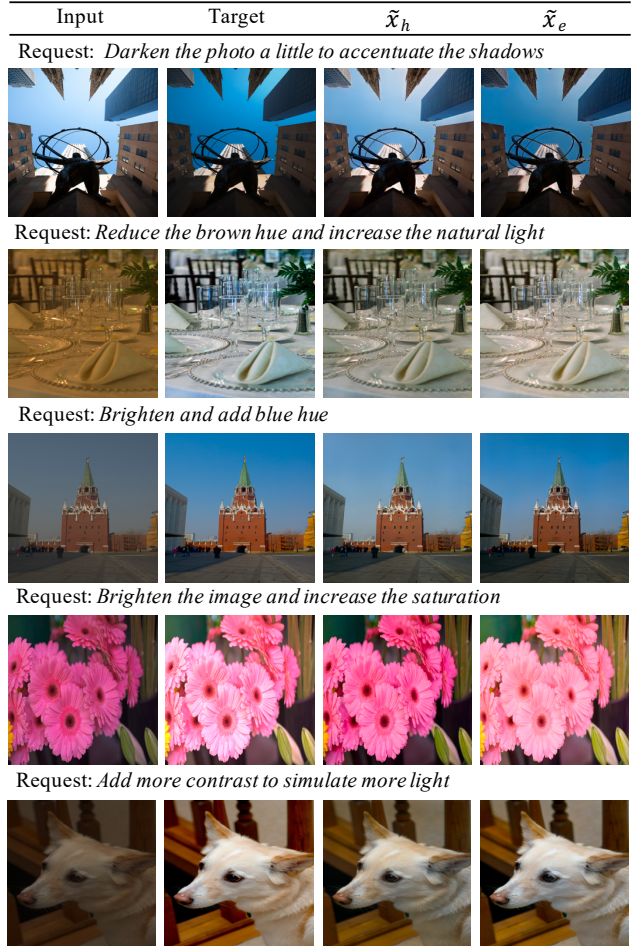 Input Target x̃h x̃e
Request: Darken the photo a little to accentuate the shadows
Request: Reduce the brown hue and increase the natural light
Request: Brighten and add blue hue
Request: Brighten the image and increase the saturation
Request: Add more contrast to simulate more light